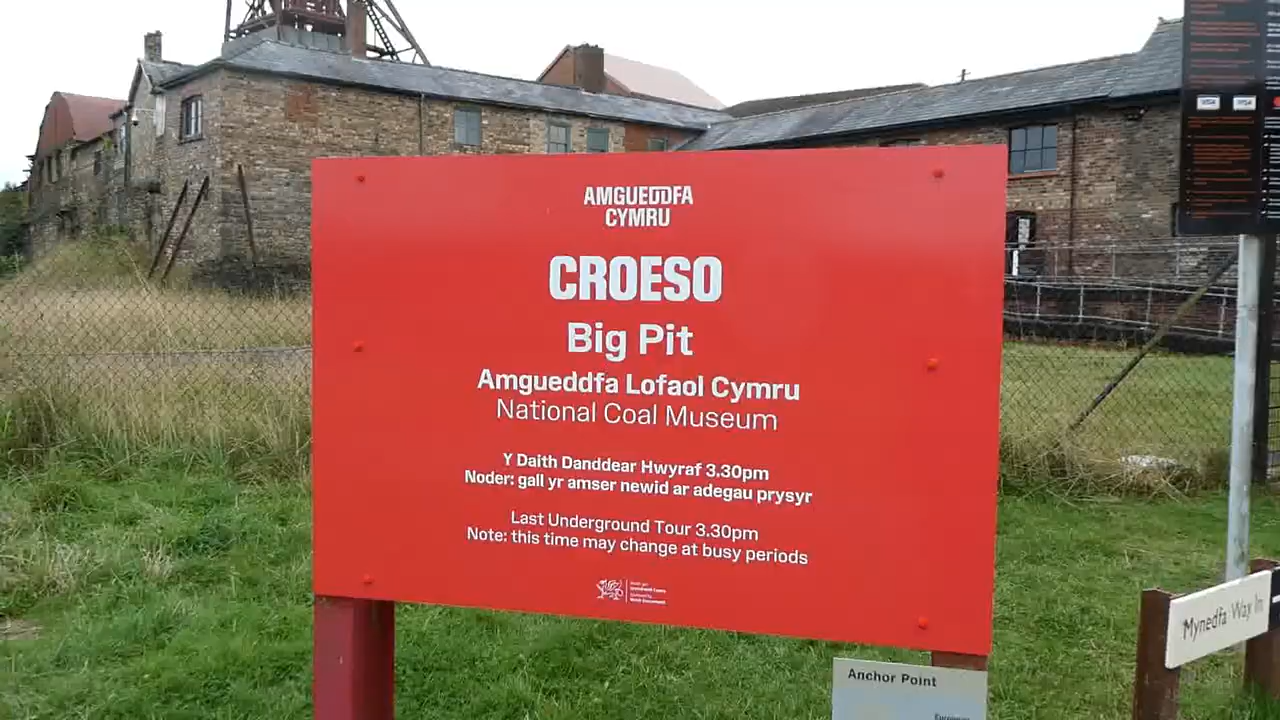 AMGUEDDFA
CYMRU
CROESO
Big Pit
Amgueddfa Lofaol Cymru
National Coal Museum
Y Daith Danddear Hwyraf 3.30pm
Noder: gall yr amser newid ar adegau prysyr
Last Underground Tour 3.30pm
Note: this time may change at busy periods
Mynedfa Way In
Anchor Point